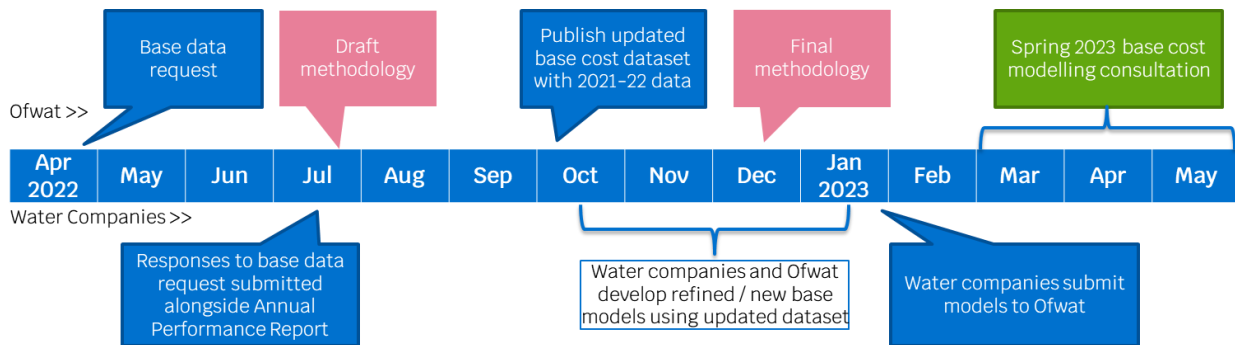 Base data
request
Draft
methodology
Publish updated
base cost dataset
with 2021-22 data
Final
methodology
Spring 2023 base cost
modelling consultation
Ofwat >>
Apr
2022
May
Jun
Jul
Aug
Sep
Oct
Nov
Dec
Jan
2023
Feb
Mar
Apr
May
Water Companies >>
Responses to base data
request submitted
alongside Annual
Performance Report
Water companies and Ofwat
develop refined / new base
models using updated dataset
Water companies submit
models to Ofwat